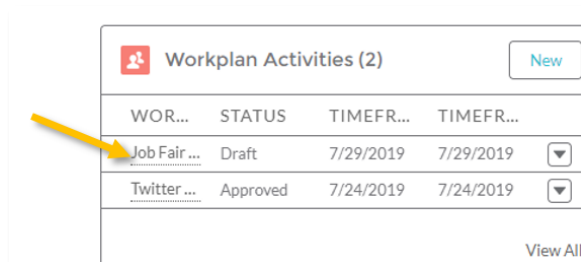 Workplan Activities (2) New
WOR... STATUS TIMEFR... TIMEFR...
Job Fair ... Draft 7/29/2019 7/29/2019
Twitter ... Approved 7/24/2019 7/24/2019
View All